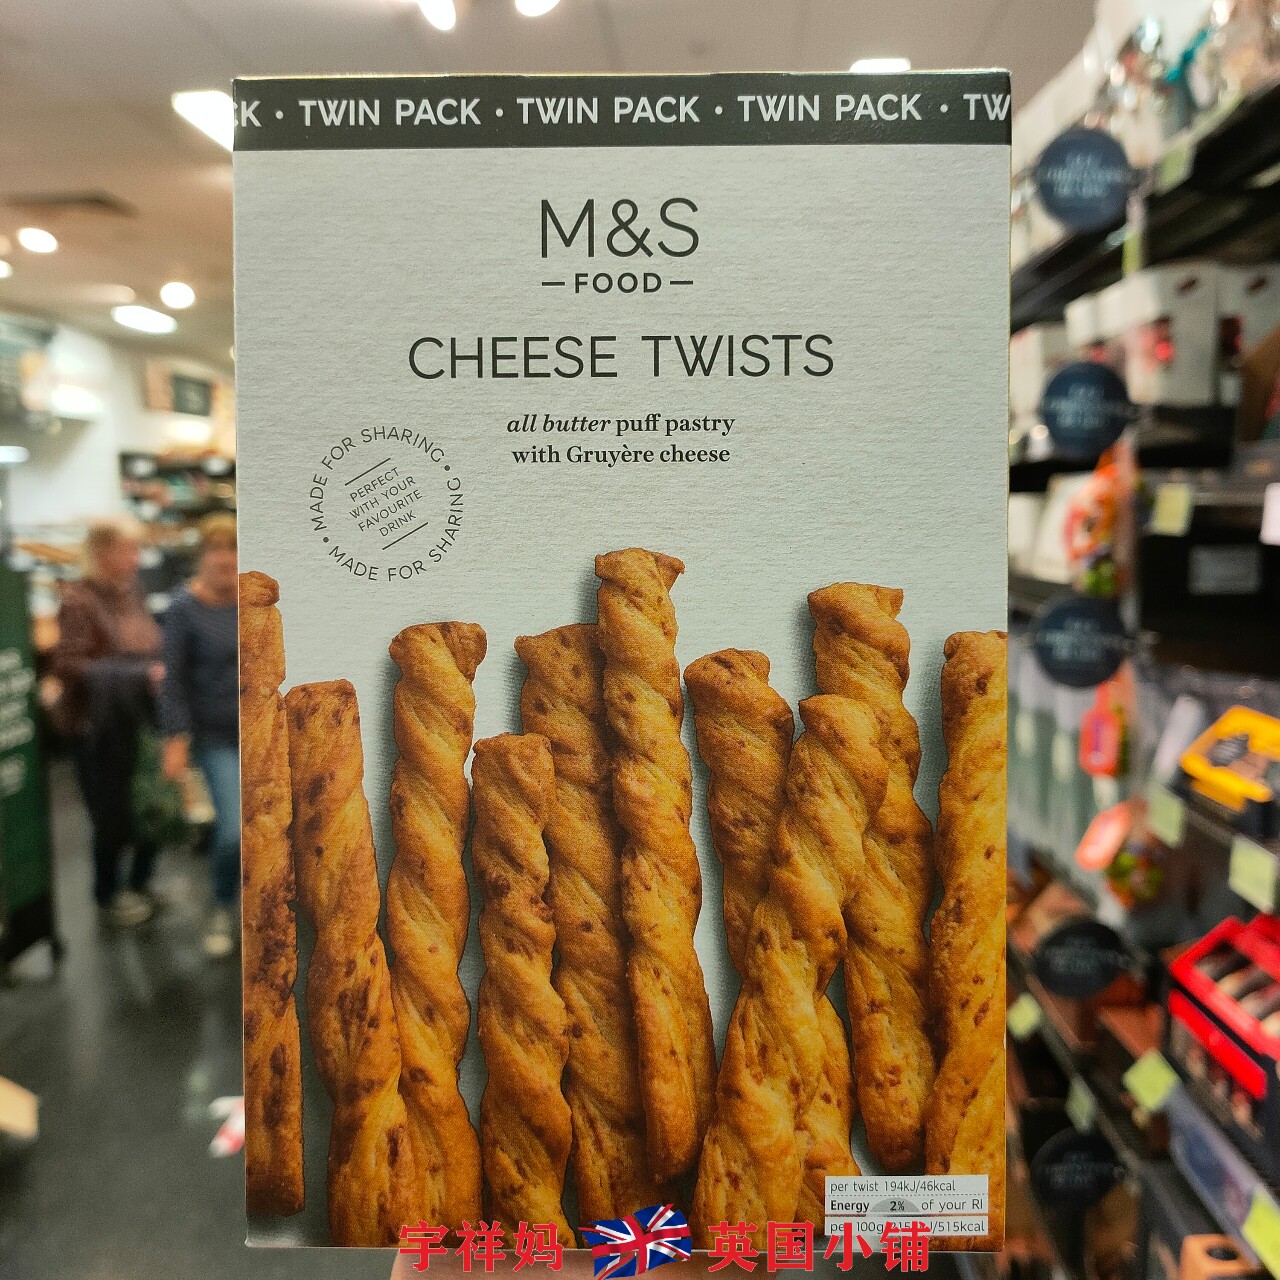 CK • TWIN PACK • TWIN PACK • TWIN PACK • TW
M&S
FOOD
CHEESE TWISTS
all butter puff pastry
with Gruyère cheese
MADE FOR SHARING • MADE FOR SHARING •
PERFECT
WITH YOUR
FAVOURITE
DRINK
per twist 194kJ/46kcal
Energy 2% of your RI
/515kcal
宇祥妈 英国小铺